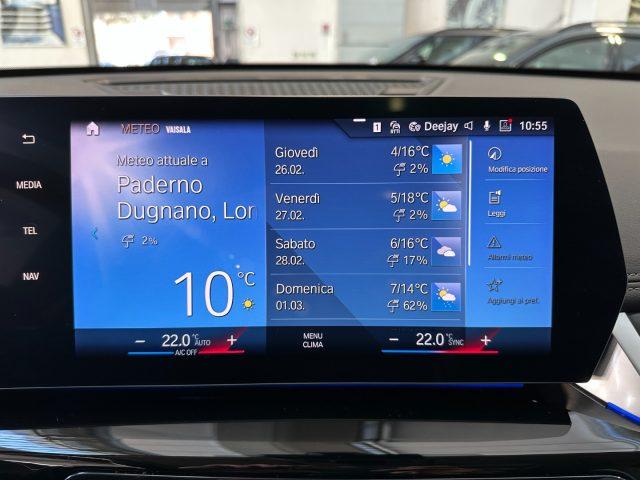 METEO VAISALA
1 Deejay 10:55
MEDIA
TEL
NAV
Meteo attuale a
Paderno
Dugnano, Lon
2%
10°C
Giovedì 4/16°C
26.02. 2%
Venerdì 5/18°C
27.02. 2%
Sabato 6/16°C
28.02. 17%
Domenica 7/14°C
01.03. 62%
Modifica posizione
Leggi
Allarmi meteo
Aggiungi ai pref.
− 22.0 °C AUTO +
A/C OFF
MENU
CLIMA
− 22.0 °C SYNC +